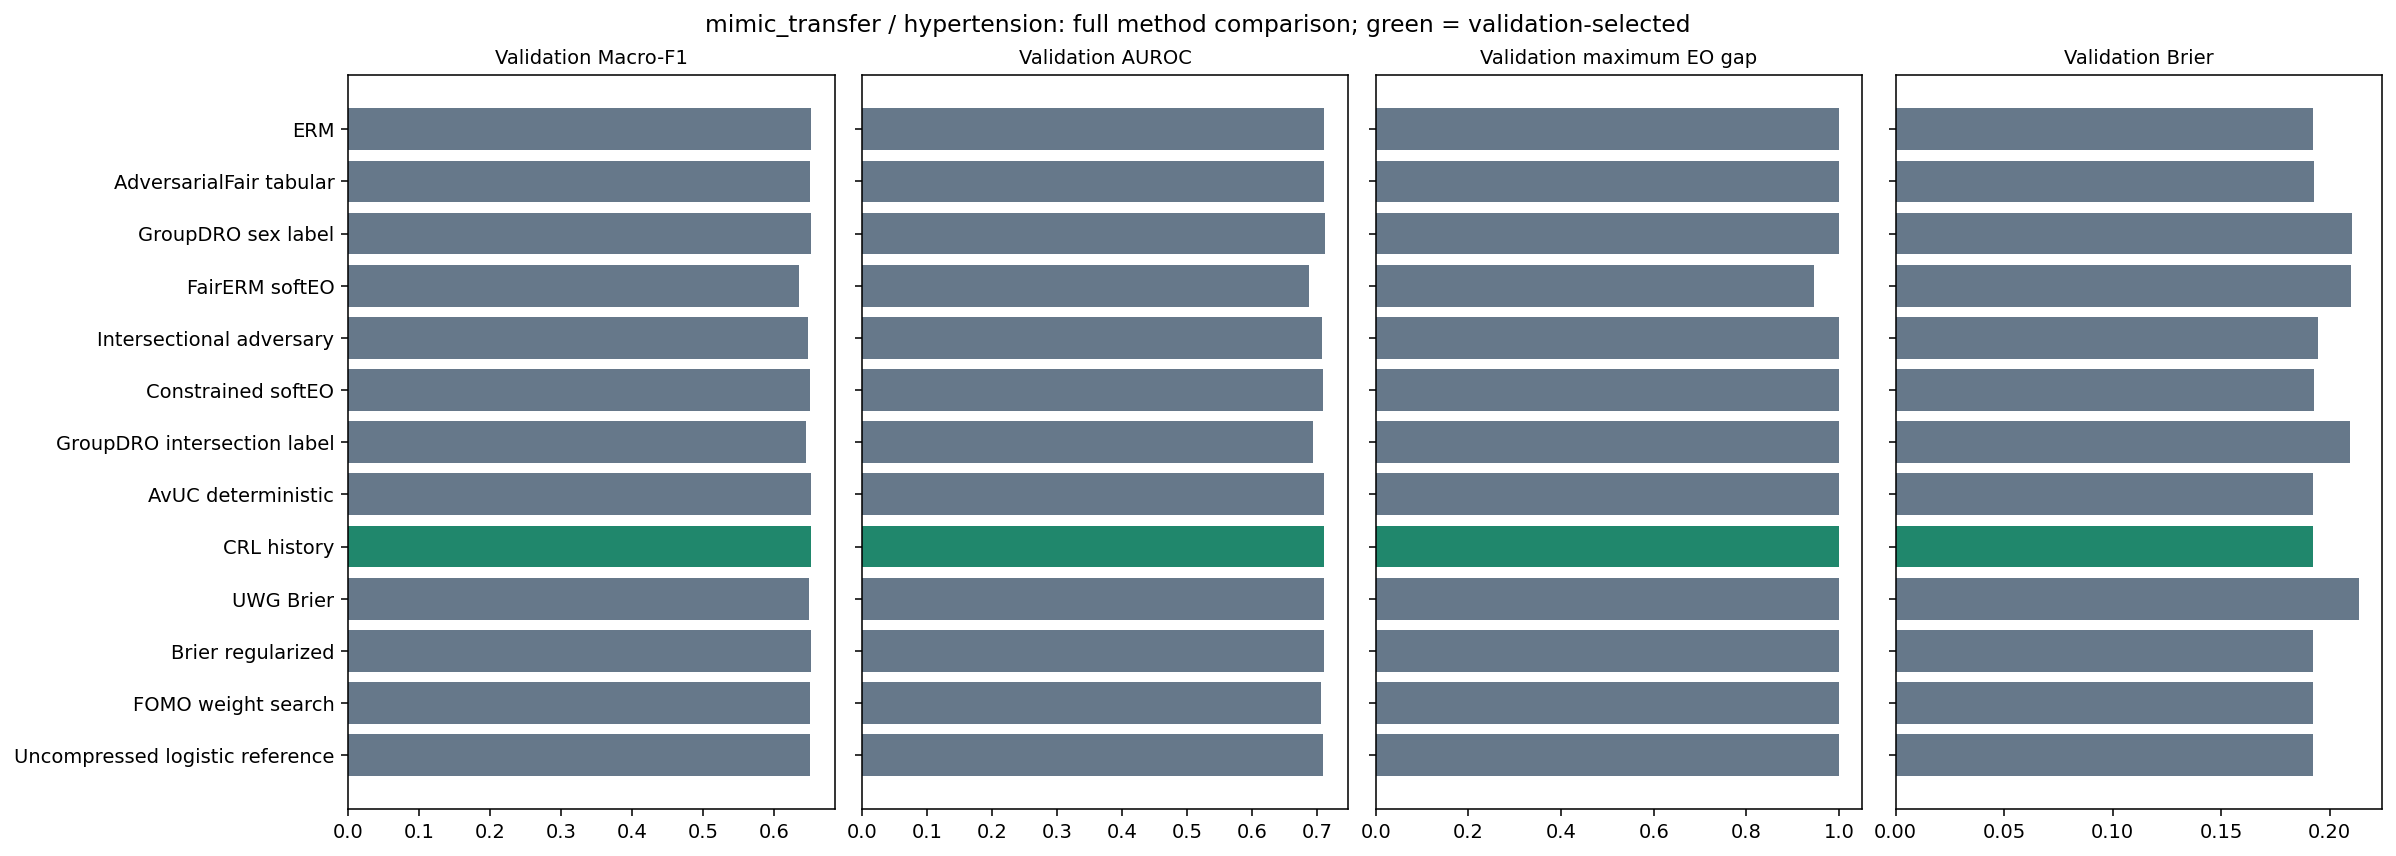 mimic_transfer / hypertension: full method comparison; green = validation-selected
Validation Macro-F1
Validation AUROC
Validation maximum EO gap
Validation Brier
ERM
AdversarialFair tabular
GroupDRO sex label
FairERM softEO
Intersectional adversary
Constrained softEO
GroupDRO intersection label
AvUC deterministic
CRL history
UWG Brier
Brier regularized
FOMO weight search
Uncompressed logistic reference
0.0 0.1 0.2 0.3 0.4 0.5 0.6
0.0 0.1 0.2 0.3 0.4 0.5 0.6 0.7
0.0 0.2 0.4 0.6 0.8 1.0
0.00 0.05 0.10 0.15 0.20